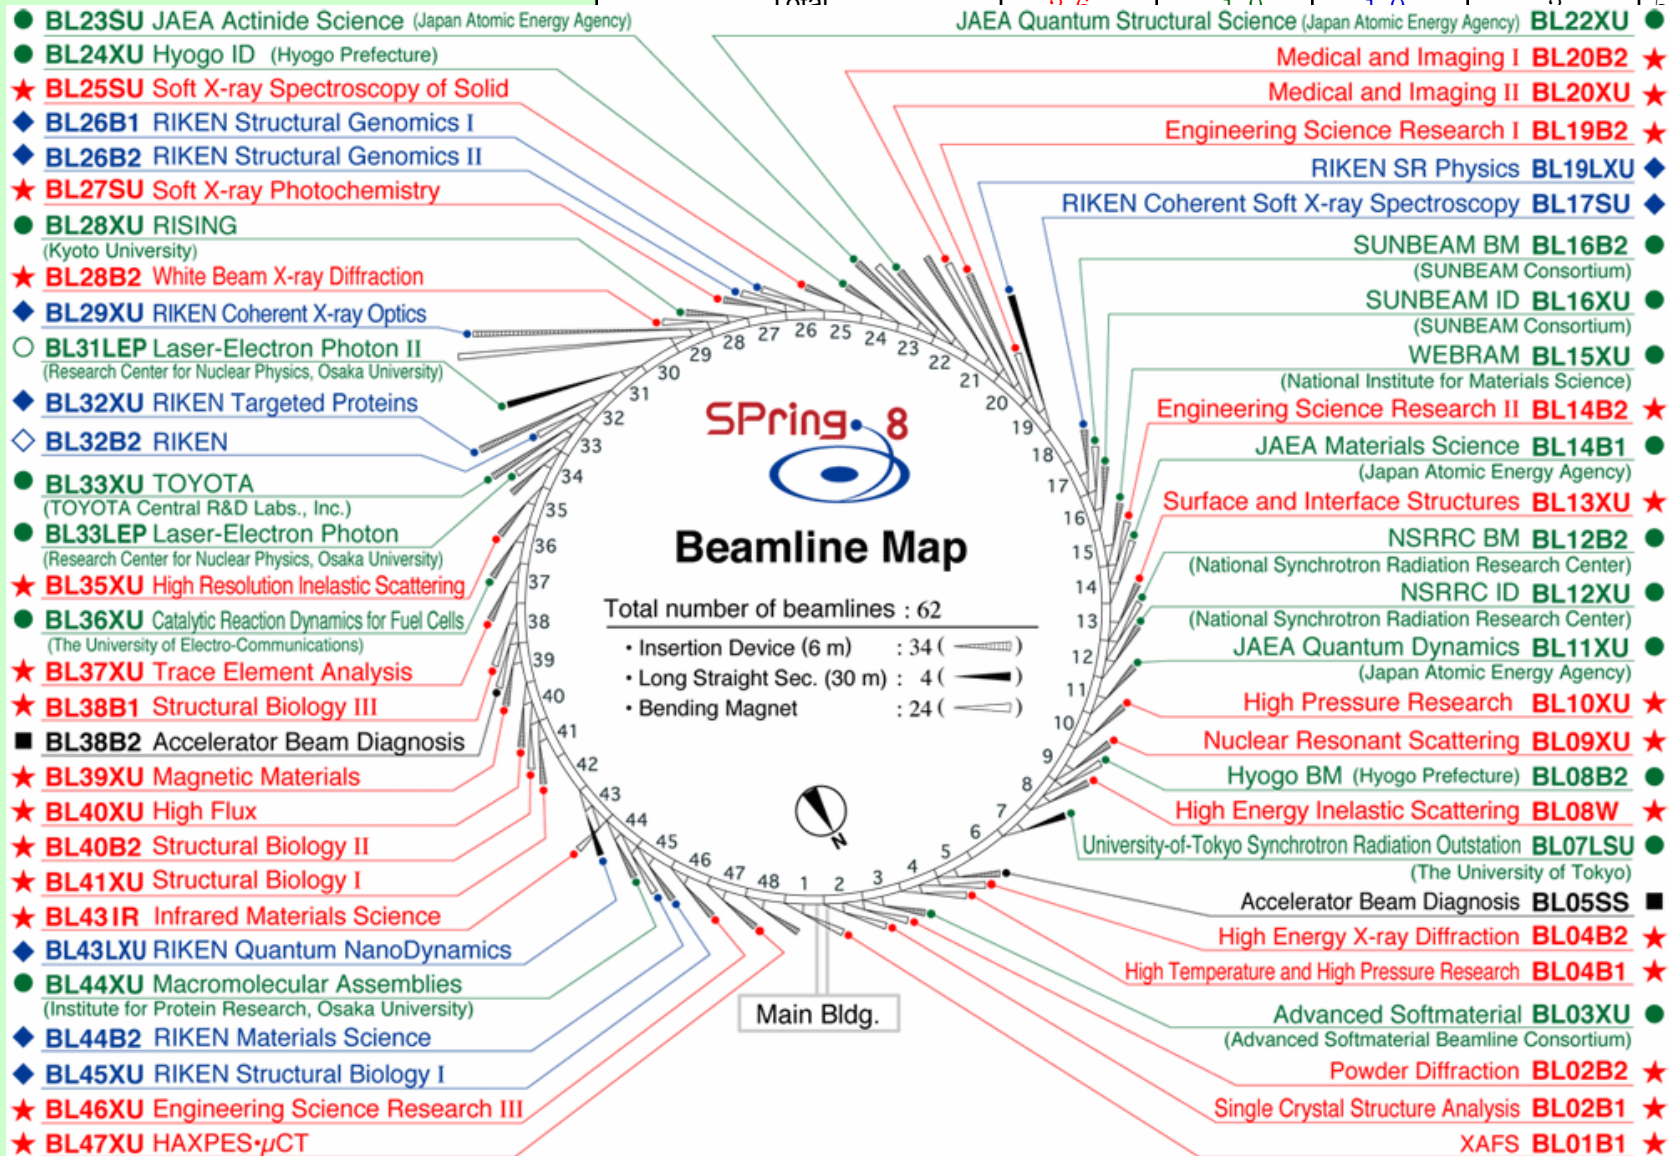 Total
BL23SU JAEA Actinide Science (Japan Atomic Energy Agency)
BL24XU Hyogo ID (Hyogo Prefecture)
BL25SU Soft X-ray Spectroscopy of Solid
BL26B1 RIKEN Structural Genomics I
BL26B2 RIKEN Structural Genomics II
BL27SU Soft X-ray Photochemistry
BL28XU RISING
(Kyoto University)
BL28B2 White Beam X-ray Diffraction
BL29XU RIKEN Coherent X-ray Optics
BL31LEP Laser-Electron Photon II
(Research Center for Nuclear Physics, Osaka University)
BL32XU RIKEN Targeted Proteins
BL32B2 RIKEN
BL33XU TOYOTA
(TOYOTA Central R&D Labs., Inc.)
BL33LEP Laser-Electron Photon
(Research Center for Nuclear Physics, Osaka University)
BL35XU High Resolution Inelastic Scattering
BL36XU Catalytic Reaction Dynamics for Fuel Cells
(The University of Electro-Communications)
BL37XU Trace Element Analysis
BL38B1 Structural Biology III
BL38B2 Accelerator Beam Diagnosis
BL39XU Magnetic Materials
BL40XU High Flux
BL40B2 Structural Biology II
BL41XU Structural Biology I
BL43IR Infrared Materials Science
BL43LXU RIKEN Quantum NanoDynamics
BL44XU Macromolecular Assemblies
(Institute for Protein Research, Osaka University)
BL44B2 RIKEN Materials Science
BL45XU RIKEN Structural Biology I
BL46XU Engineering Science Research III
BL47XU HAXPES•μCT
JAEA Quantum Structural Science (Japan Atomic Energy Agency) BL22XU
Medical and Imaging I BL20B2
Medical and Imaging II BL20XU
Engineering Science Research I BL19B2
RIKEN SR Physics BL19LXU
RIKEN Coherent Soft X-ray Spectroscopy BL17SU
SUNBEAM BM BL16B2
(SUNBEAM Consortium)
SUNBEAM ID BL16XU
(SUNBEAM Consortium)
WEBRAM BL15XU
(National Institute for Materials Science)
Engineering Science Research II BL14B2
JAEA Materials Science BL14B1
(Japan Atomic Energy Agency)
Surface and Interface Structures BL13XU
NSRRC BM BL12B2
(National Synchrotron Radiation Research Center)
NSRRC ID BL12XU
(National Synchrotron Radiation Research Center)
JAEA Quantum Dynamics BL11XU
(Japan Atomic Energy Agency)
High Pressure Research BL10XU
Nuclear Resonant Scattering BL09XU
Hyogo BM (Hyogo Prefecture) BL08B2
High Energy Inelastic Scattering BL08W
University-of-Tokyo Synchrotron Radiation Outstation BL07LSU
(The University of Tokyo)
Accelerator Beam Diagnosis BL05SS
High Energy X-ray Diffraction BL04B2
High Temperature and High Pressure Research BL04B1
Advanced Softmaterial BL03XU
(Advanced Softmaterial Beamline Consortium)
Powder Diffraction BL02B2
Single Crystal Structure Analysis BL02B1
XAFS BL01B1
SPring-8
Beamline Map
Total number of beamlines : 62
• Insertion Device (6 m) : 34 ( )
• Long Straight Sec. (30 m) : 4 ( )
• Bending Magnet : 24 ( )
N
Main Bldg.
1
2
3
4
5
6
7
8
9
10
11
12
13
14
15
16
17
18
19
20
21
22
23
24
25
26
27
28
29
30
31
32
33
34
35
36
37
38
39
40
41
42
43
44
45
46
47
48